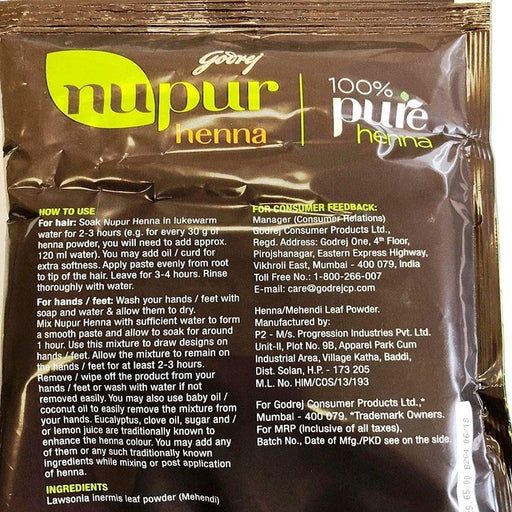 Godrej
nupur
henna
100%
pure
henna
HOW TO USE
For hair: Soak Nupur Henna in lukewarm
water for 2-3 hours (e.g. for every 30 g of
henna powder, you will need to add approx.
120 ml water). You may add oil / curd for
extra softness. Apply paste evenly from root
to tip of the hair. Leave for 3-4 hours. Rinse
thoroughly with water.
For hands / feet: Wash your hands / feet with
soap and water & allow them to dry.
Mix Nupur Henna with sufficient water to form
a smooth paste and allow to soak for around
1 hour. Use this mixture to draw designs on
hands / feet. Allow the mixture to remain on
the hands / feet for at least 2-3 hours.
Remove / wipe off the product from your
hands / feet or wash with water if not
removed easily. You may also use baby oil /
coconut oil to easily remove the mixture from
your hands. Eucalyptus, clove oil, sugar and /
or lemon juice are traditionally known to
enhance the henna colour. You may add any
of them or any such traditionally known
ingredients while mixing or post application
of henna.
INGREDIENTS
Lawsonia inermis leaf powder (Mehendi)
FOR CONSUMER FEEDBACK:
Manager (Consumer Relations)
Godrej Consumer Products Ltd.,
Regd. Address: Godrej One, 4th Floor,
Pirojshanagar, Eastern Express Highway,
Vikhroli East, Mumbai - 400 079, India
Toll Free No.: 1-800-266-007
E-mail: care@godrejcp.com
Henna/Mehendi Leaf Powder.
Manufactured by:
P2 - M/s. Progression Industries Pvt. Ltd.
Unit-II, Plot No. 9B, Apparel Park Cum
Industrial Area, Village Katha, Baddi,
Dist. Solan, H.P. - 173 205
M.L. No. HIM/COS/13/193
For Godrej Consumer Products Ltd.,*
Mumbai - 400 079. *Trademark Owners.
For MRP (Inclusive of all taxes),
Batch No., Date of Mfg./PKD see on the side.